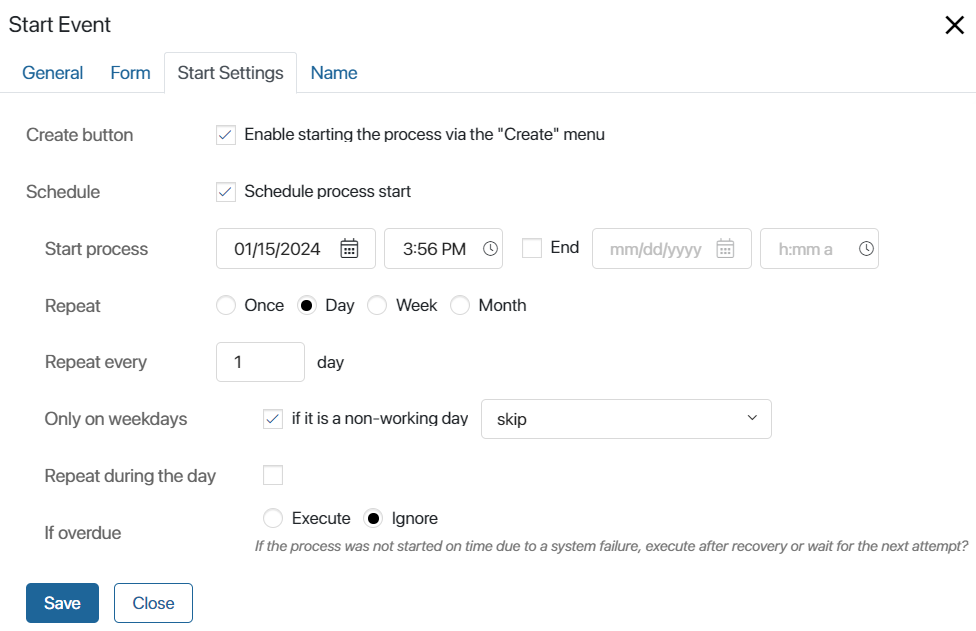 Start Event
General Form Start Settings Name
Create button Enable starting the process via the "Create" menu
Schedule Schedule process start
Start process 01/15/2024 3:56 PM End mm/dd/yyyy h:mm a
Repeat Once Day Week Month
Repeat every 1 day
Only on weekdays if it is a non-working day skip
Repeat during the day
If overdue Execute Ignore
If the process was not started on time due to a system failure, execute after recovery or wait for the next attempt?
Save Close